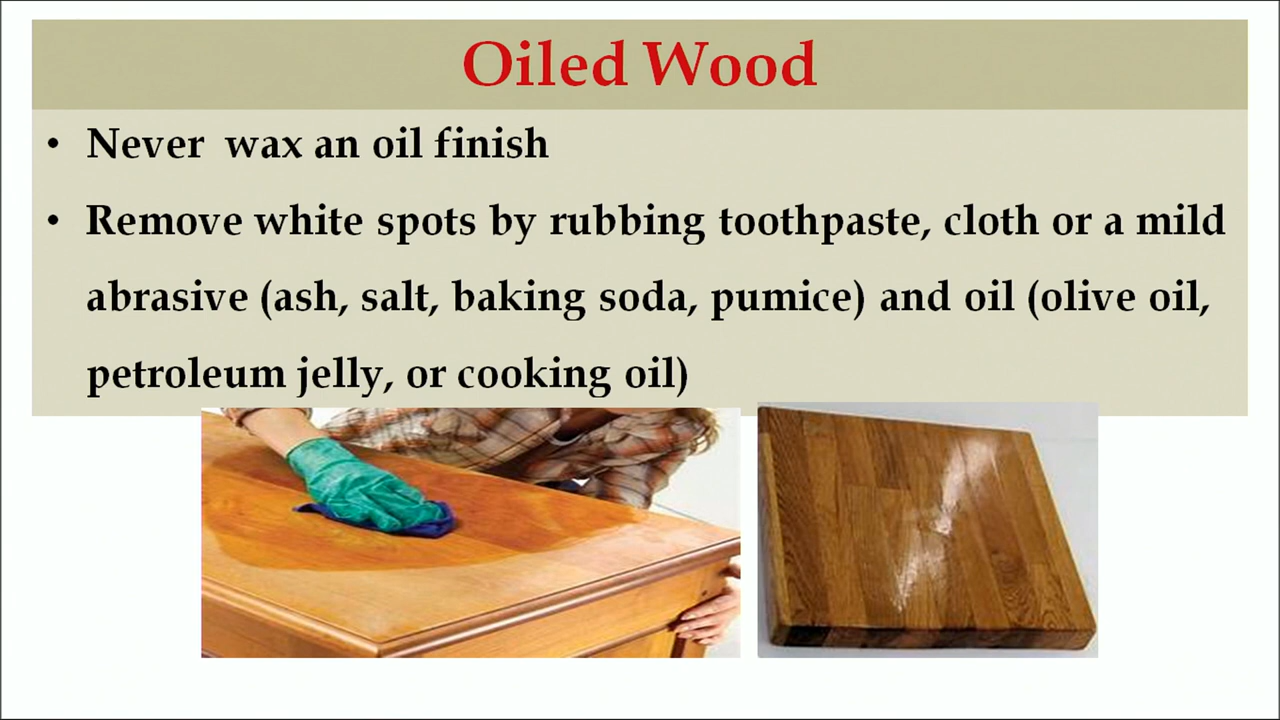 Oiled Wood
• Never wax an oil finish
• Remove white spots by rubbing toothpaste, cloth or a mild
abrasive (ash, salt, baking soda, pumice) and oil (olive oil,
petroleum jelly, or cooking oil)